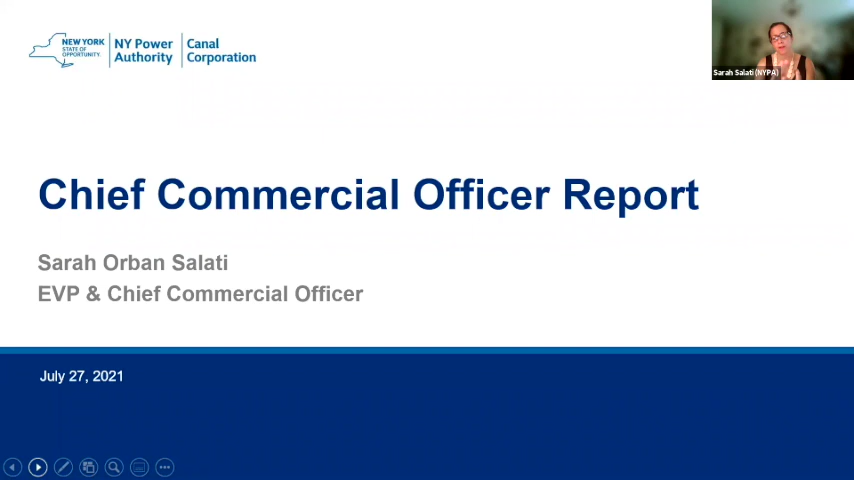 NEW YORK
STATE OF
OPPORTUNITY.
NY Power
Authority
Canal
Corporation
Sarah Salati (NYPA)
Chief Commercial Officer Report
Sarah Orban Salati
EVP & Chief Commercial Officer
July 27, 2021